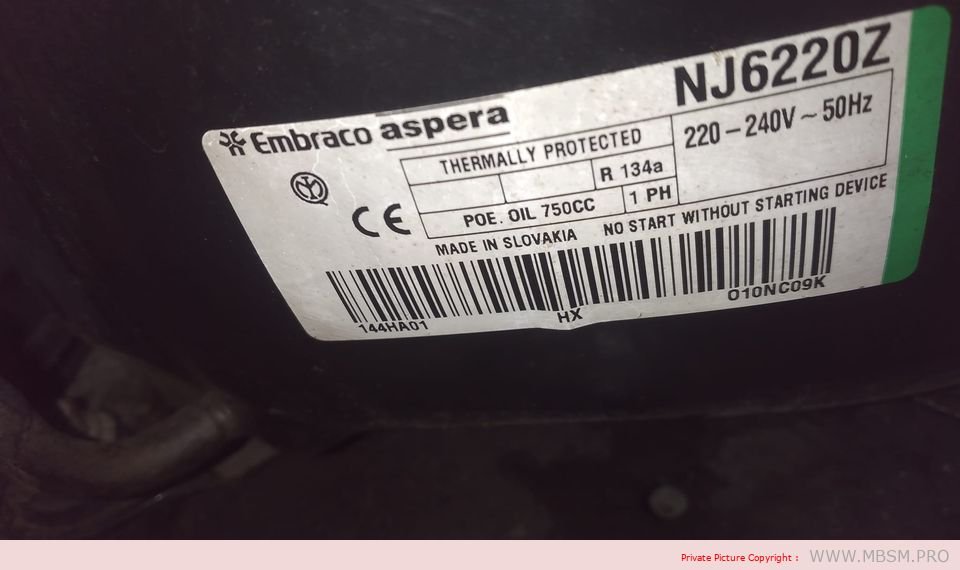 NJ6220Z
Embraco aspera
220-240V ~ 50Hz
THERMALLY PROTECTED
R 134a
POE. OIL 750CC
1 PH
CE
MADE IN SLOVAKIA
NO START WITHOUT STARTING DEVICE
144HA01
HX
010NC09K
Private Picture Copyright :
WWW.MBSM.PRO